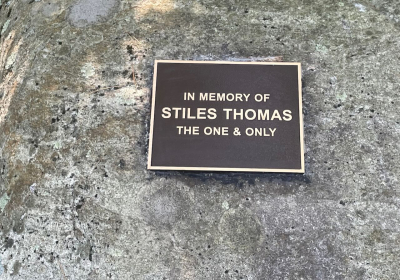 IN MEMORY OF
STILES THOMAS
THE ONE & ONLY